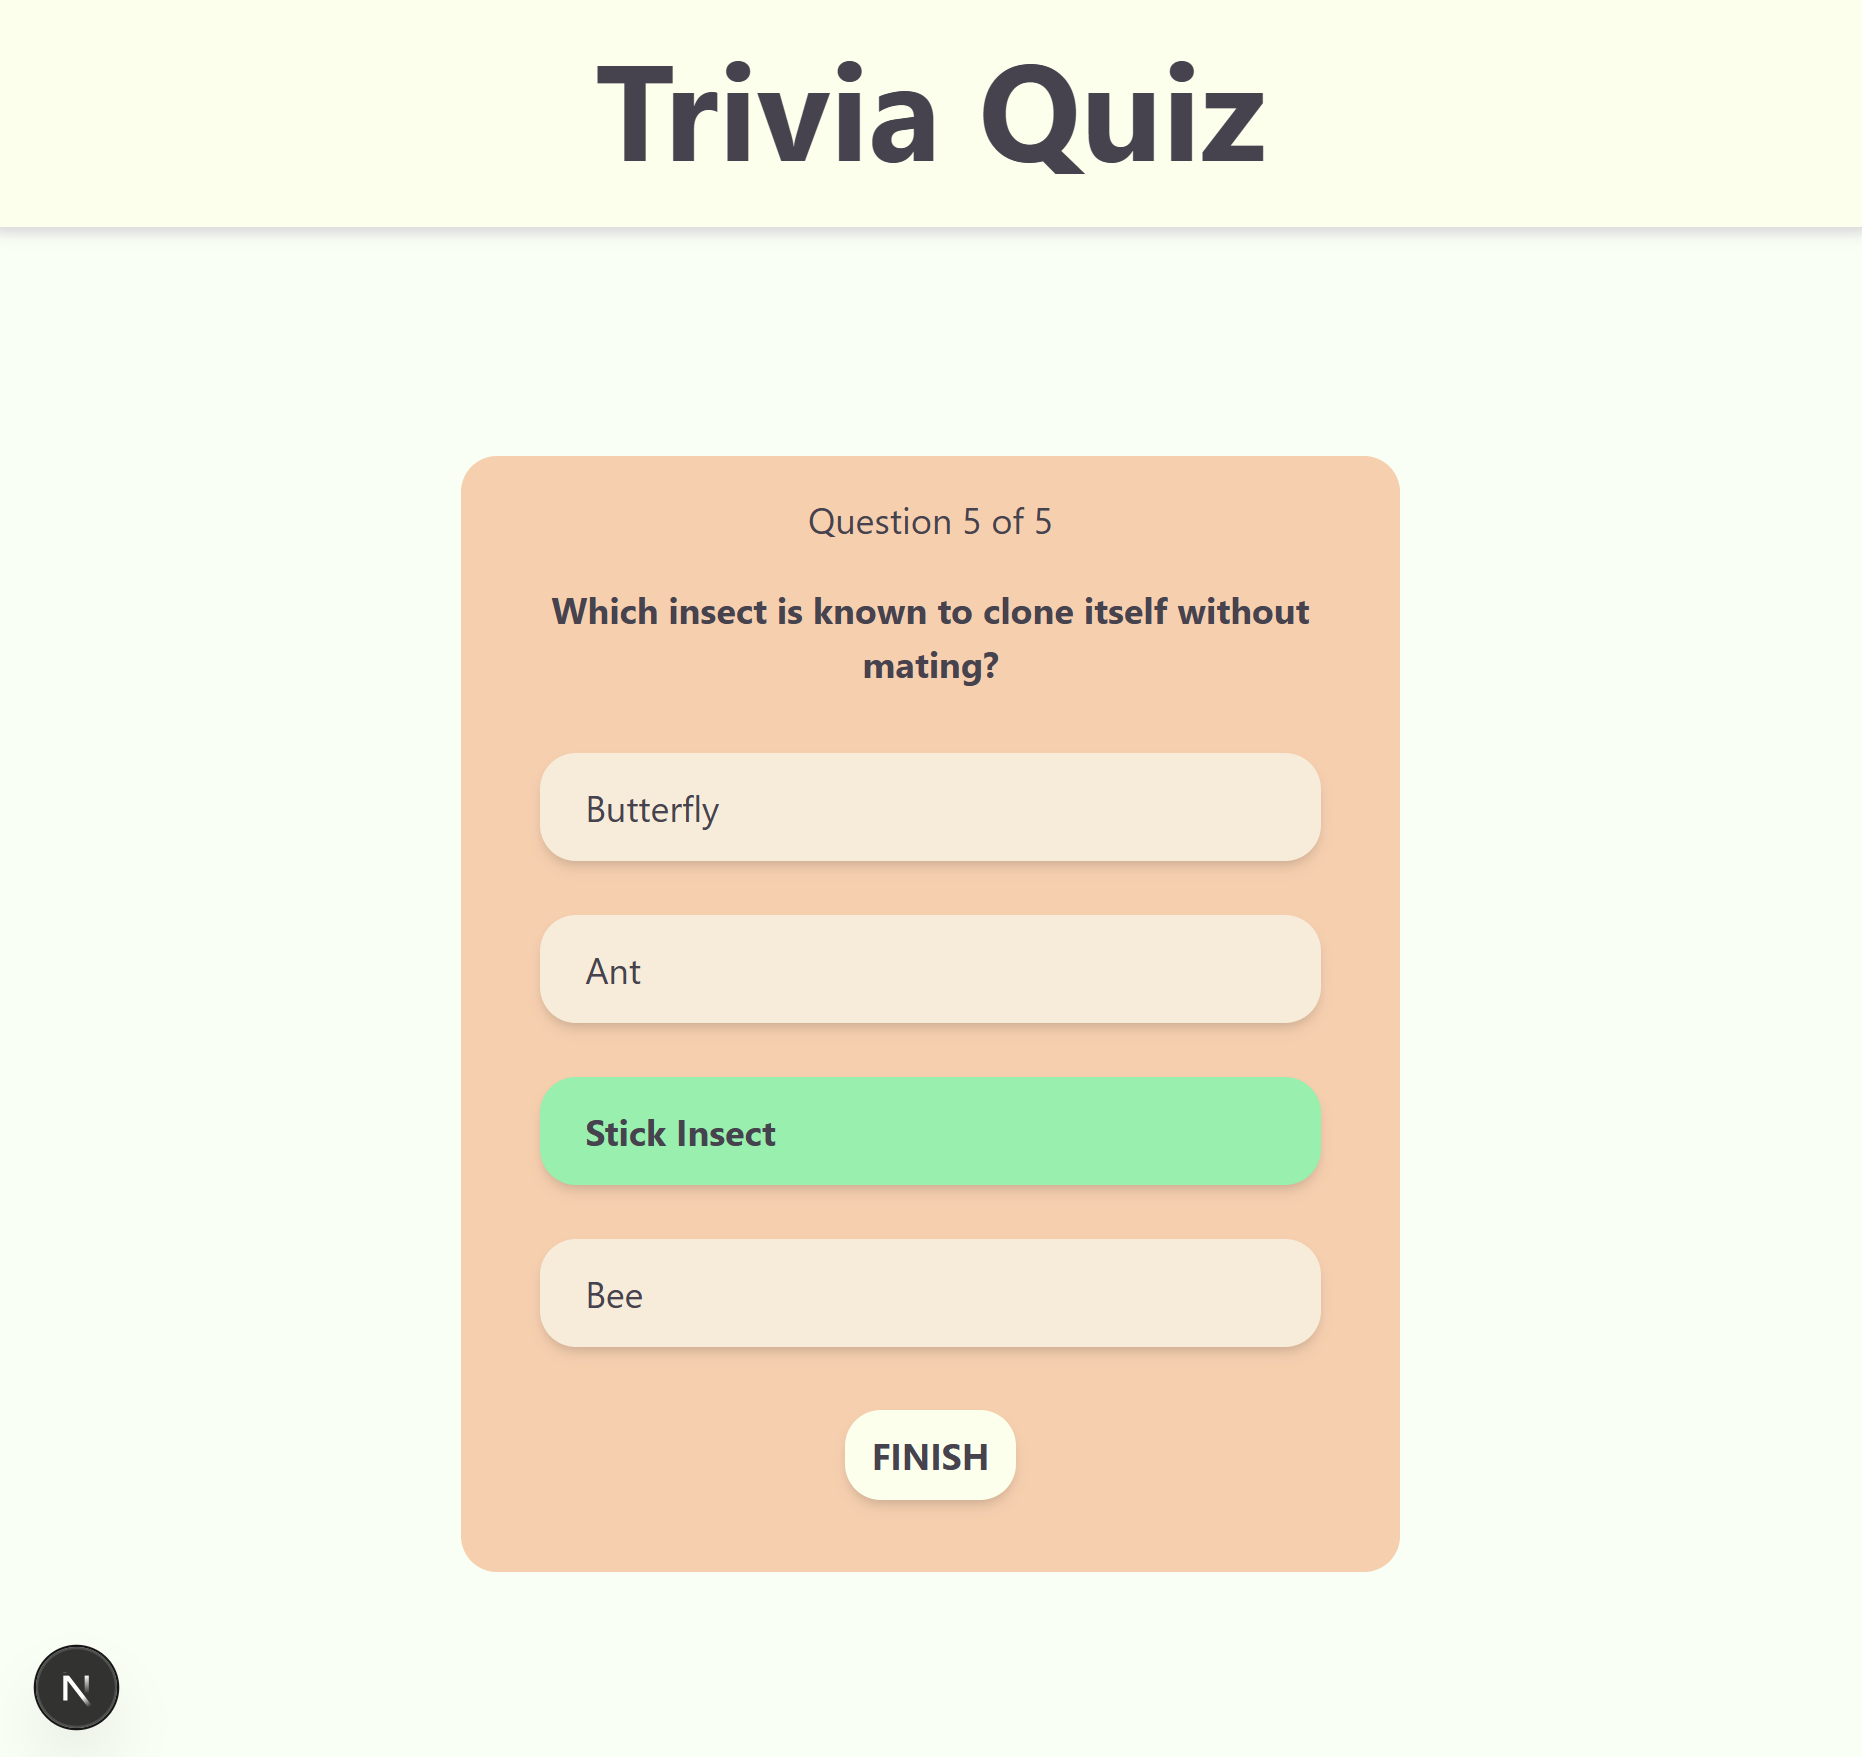 Trivia Quiz
Question 5 of 5
Which insect is known to clone itself without
mating?
Butterfly
Ant
Stick Insect
Bee
FINISH
N